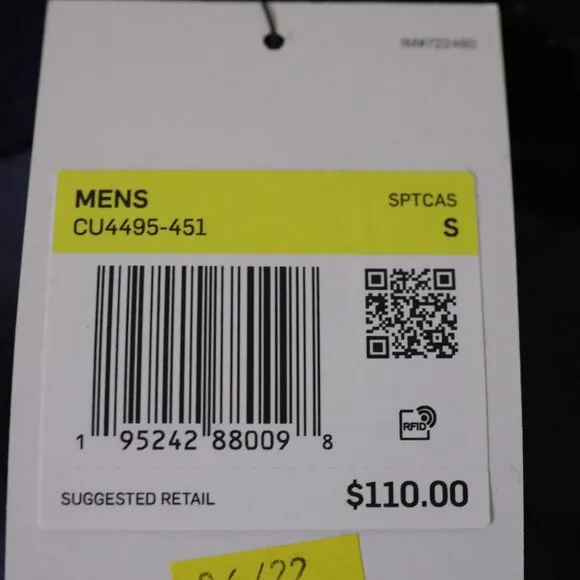 MENS
SPTCAS
CU4495-451
S
1 95242 88009 8
RFID
SUGGESTED RETAIL
$110.00